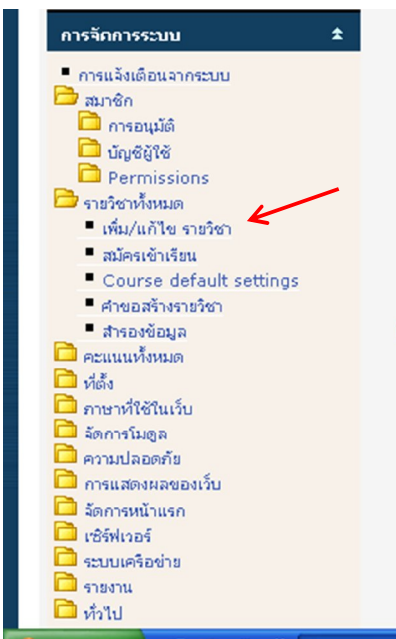 การจัดการระบบ
การแจ้งเตือนจากระบบ
สมาชิก
การอนุมัติ
บัญชีผู้ใช้
Permissions
รายวิชาทั้งหมด
เพิ่ม/แก้ไข รายวิชา
สมัครเข้าเรียน
Course default settings
คำขอสร้างรายวิชา
สำรองข้อมูล
คะแนนทั้งหมด
ที่ตั้ง
ภาษาที่ใช้ในเว็บ
จัดการโมดูล
ความปลอดภัย
การแสดงผลของเว็บ
จัดการหน้าแรก
เซิร์ฟเวอร์
ระบบเครือข่าย
รายงาน
ทั่วไป